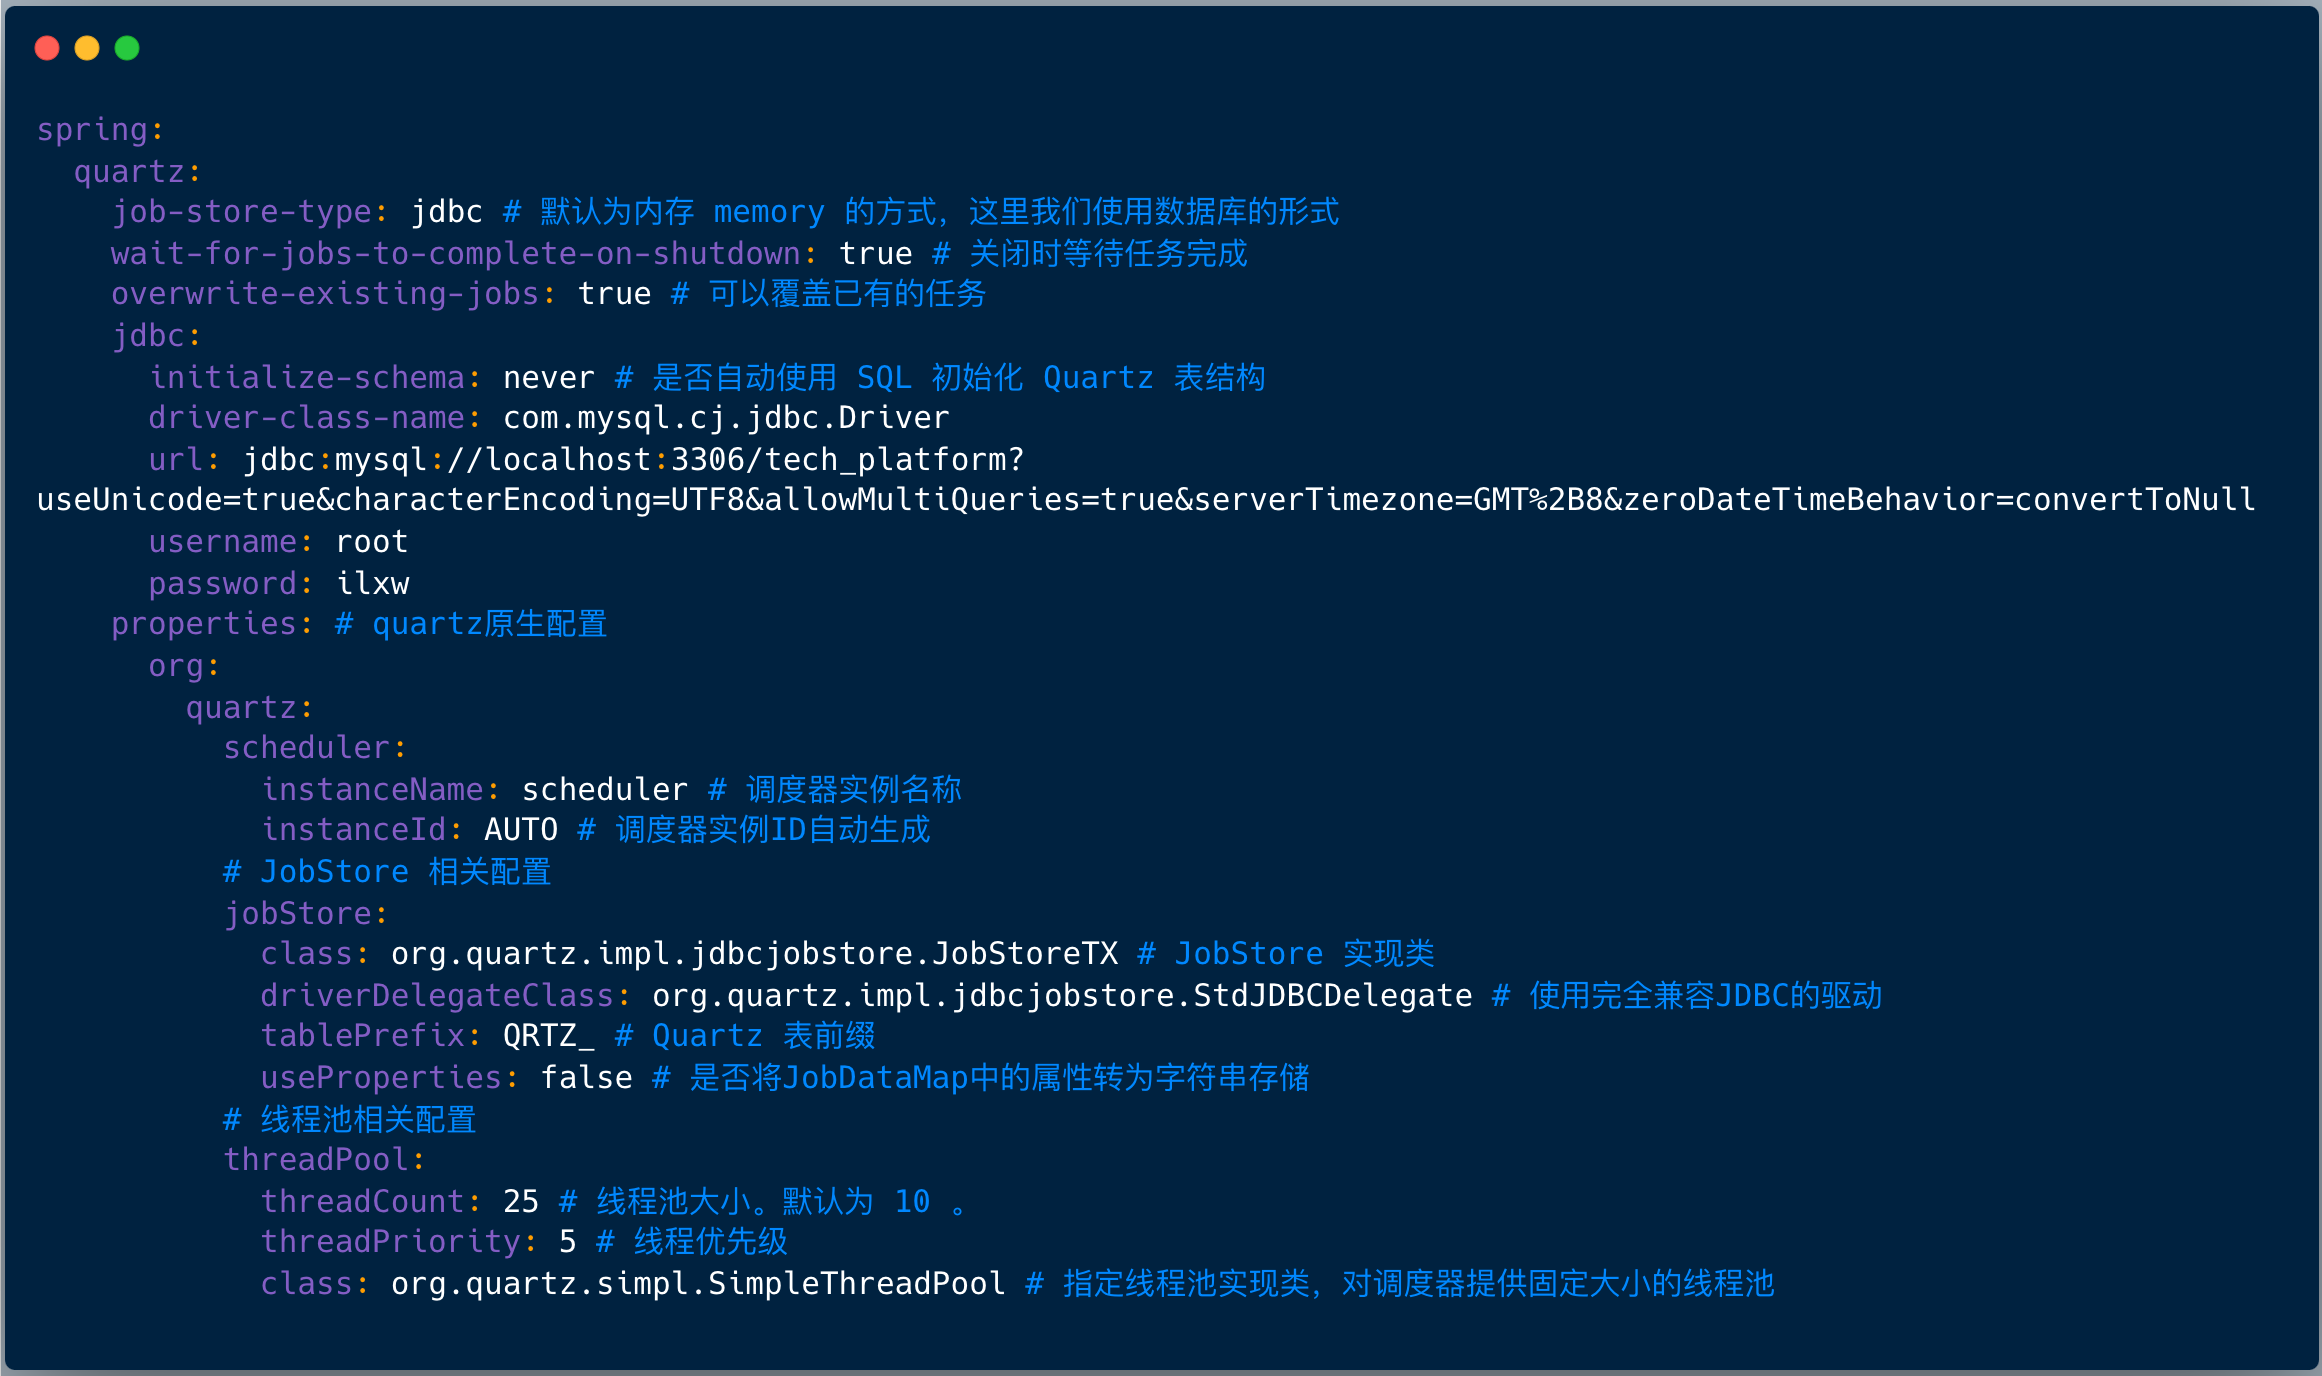 spring:
  quartz:
    job-store-type: jdbc # 默认为内存 memory 的方式，这里我们使用数据库的形式
    wait-for-jobs-to-complete-on-shutdown: true # 关闭时等待任务完成
    overwrite-existing-jobs: true # 可以覆盖已有的任务
    jdbc:
      initialize-schema: never # 是否自动使用 SQL 初始化 Quartz 表结构
      driver-class-name: com.mysql.cj.jdbc.Driver
      url: jdbc:mysql://localhost:3306/tech_platform?
useUnicode=true&characterEncoding=UTF8&allowMultiQueries=true&serverTimezone=GMT%2B8&zeroDateTimeBehavior=convertToNull
      username: root
      password: ilxw
    properties: # quartz原生配置
      org:
        quartz:
          scheduler:
            instanceName: scheduler # 调度器实例名称
            instanceId: AUTO # 调度器实例ID自动生成
          # JobStore 相关配置
          jobStore:
            class: org.quartz.impl.jdbcjobstore.JobStoreTX # JobStore 实现类
            driverDelegateClass: org.quartz.impl.jdbcjobstore.StdJDBCDelegate # 使用完全兼容JDBC的驱动
            tablePrefix: QRTZ_ # Quartz 表前缀
            useProperties: false # 是否将JobDataMap中的属性转为字符串存储
          # 线程池相关配置
          threadPool:
            threadCount: 25 # 线程池大小。默认为 10 。
            threadPriority: 5 # 线程优先级
            class: org.quartz.simpl.SimpleThreadPool # 指定线程池实现类，对调度器提供固定大小的线程池